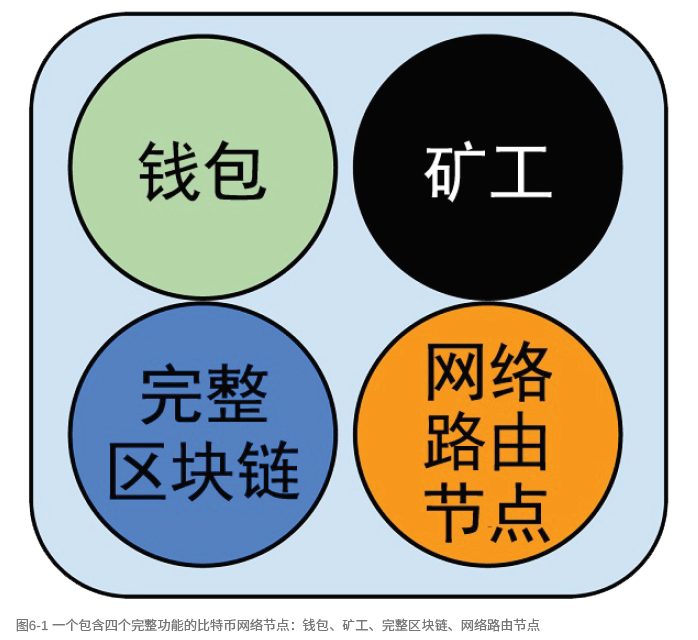 钱包
矿工
完整
区块链
网络
路由
节点
图6-1 一个包含四个完整功能的比特币网络节点：钱包、矿工、完整区块链、网络路由节点